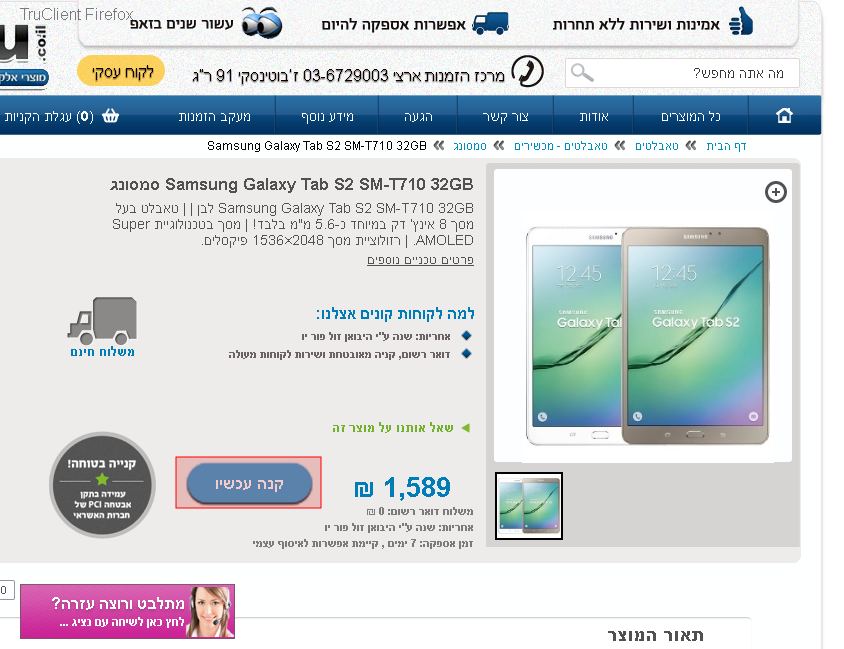 TruClient Firefox
אמינות ושירות ללא תחרות
אפשרות אספקה להיום
עשור שנים בזאפ
.co.il
מה אתה מחפש?
מרכז הזמנות ארצי 03-6729003 ז'בוטינסקי 91 ר"ג
לקוח עסקי
כל המוצרים
אודות
צור קשר
הגעה
מידע נוסף
מעקב הזמנות
(0) עגלת הקניות
דף הבית » טאבלטים » טאבלטים - מכשירים » סמסונג » Samsung Galaxy Tab S2 SM-T710 32GB
Samsung Galaxy Tab S2 SM-T710 32GB סמסונג
Samsung Galaxy Tab S2 SM-T710 32GB לבן | | טאבלט בעל
מסך 8 אינץ' דק במיוחד כ-5.6 מ"מ בלבד! | מסך בטכנולוגיית Super
AMOLED. | רזולוציית מסך 2048×1536 פיקסלים.
פרטים טכניים נוספים
למה לקוחות קונים אצלנו:
אחריות: שנה ע"י היבואן זול פור יו
דואר רשום, קניה מאובטחת ושירות לקוחות מעולה
משלוח חינם
שאל אותנו על מוצר זה
קנייה בטוחה!
עמידה בתקן
אבטחה PCI של
חברות האשראי
קנה עכשיו
1,589 ₪
משלוח דואר רשום: 0 ₪
אחריות: שנה ע"י היבואן זול פור יו
זמן אספקה: 7 ימים , קיימת אפשרות לאיסוף עצמי
SAMSUNG
12:45
SAMSUNG
Galaxy Ta
SAMSUNG
12:45
SAMSUNG
Galaxy Tab S2
מתלבט ורוצה עזרה?
לחץ כאן לשיחה עם נציג ...
0
תאור המוצר